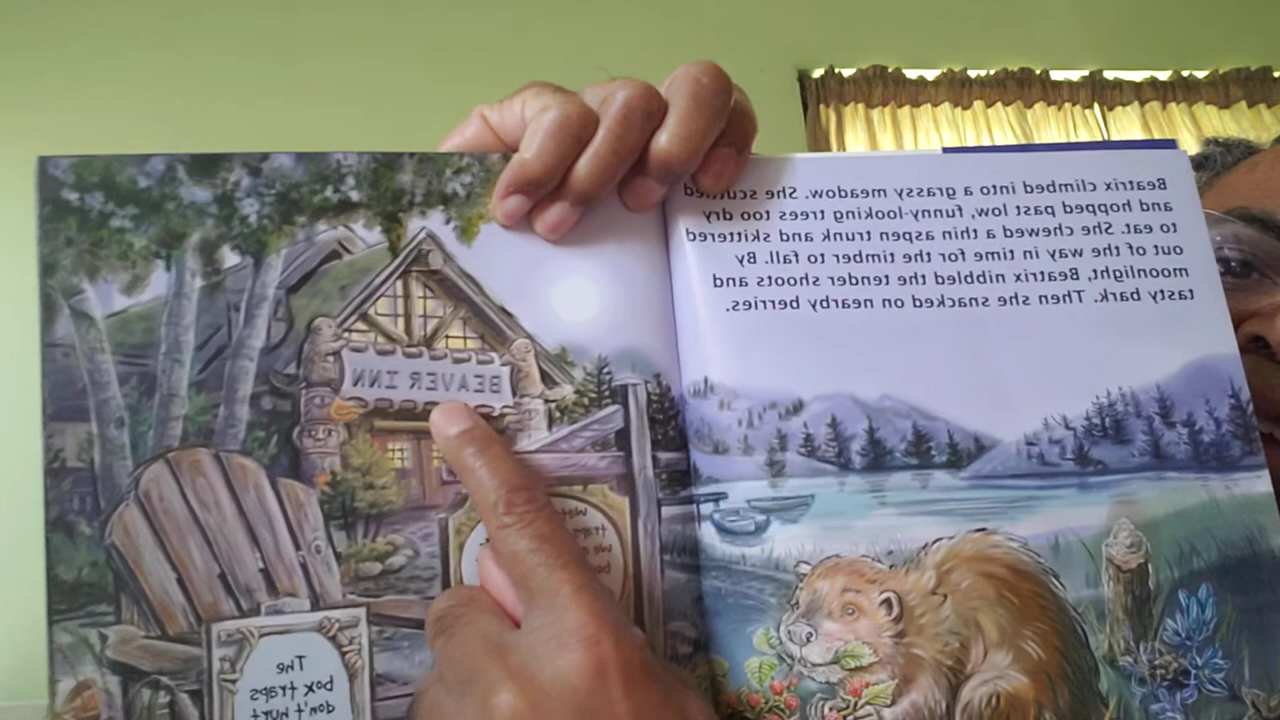 Beatrix climbed into a grassy meadow. She
and hopped past low, funny-looking trees too dry
to eat. She chewed a thin aspen trunk and skittered
out of the way in time for the timber to fall. By
moonlight, Beatrix nibbled the tender shoots and
tasty bark. Then she snacked on nearby berries.
BEAVER INN
The
box traps
don't hurt